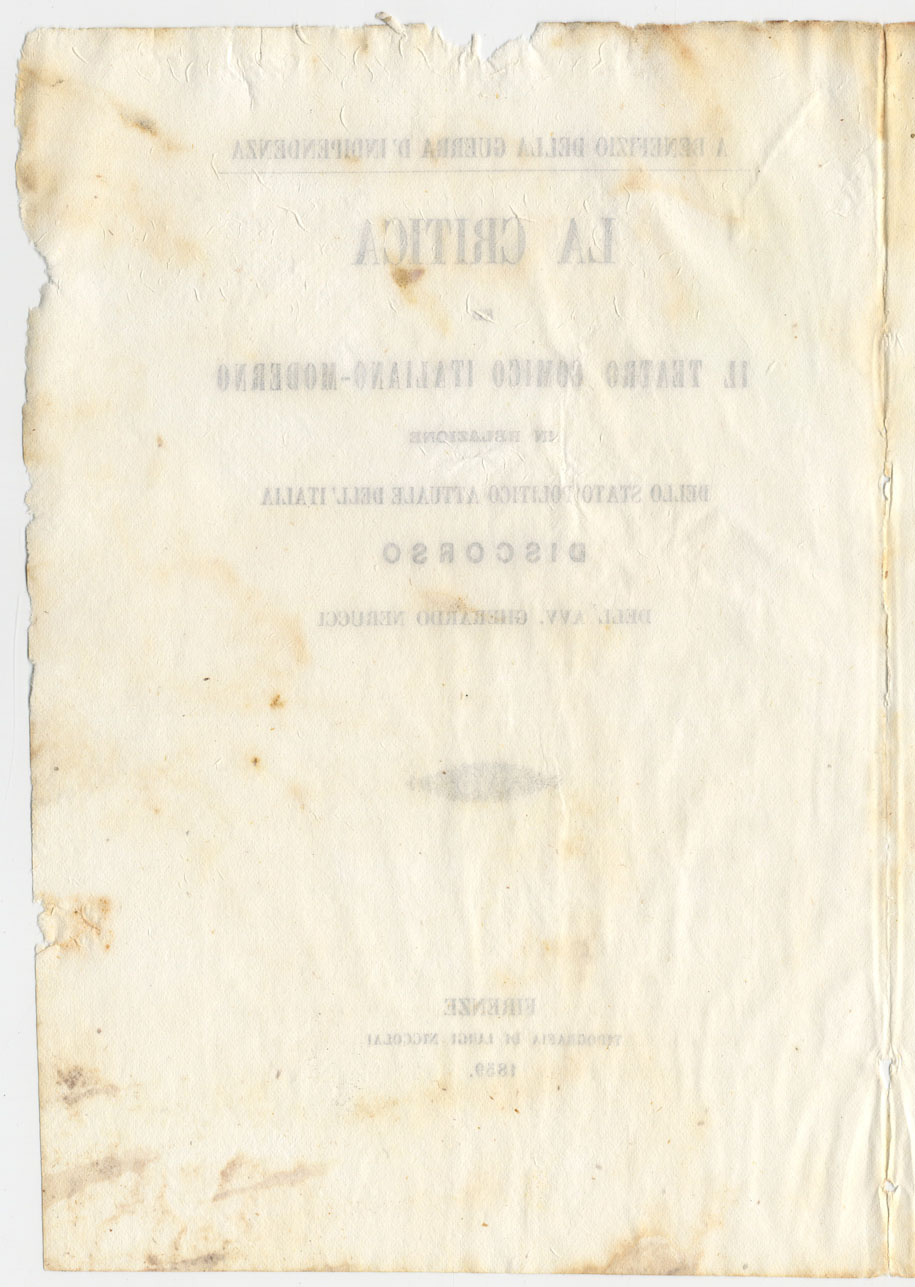 A BENEFIZIO DELLA GUERRA D'INDIPENDENZA
LA CRITICA
E
IL TEATRO COMICO ITALIANO-MODERNO
IN RELAZIONE
DELLO STATO POLITICO ATTUALE DELL'ITALIA
DISCORSO
DELL'AVV. GHERARDO NERUCCI
FIRENZE
TIPOGRAFIA DI LUIGI NICCOLAI
1859.